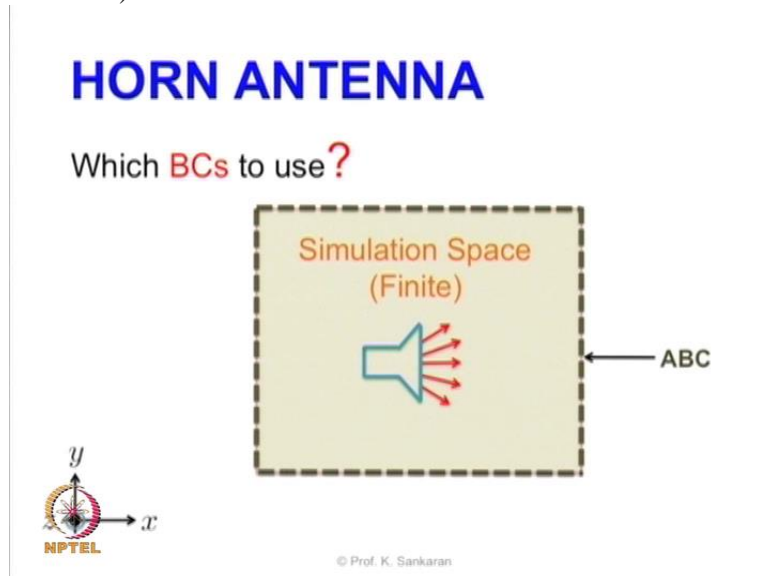 HORN ANTENNA
Which BCs to use?
Simulation Space
(Finite)
ABC
y
x
NPTEL
© Prof. K. Sankaran